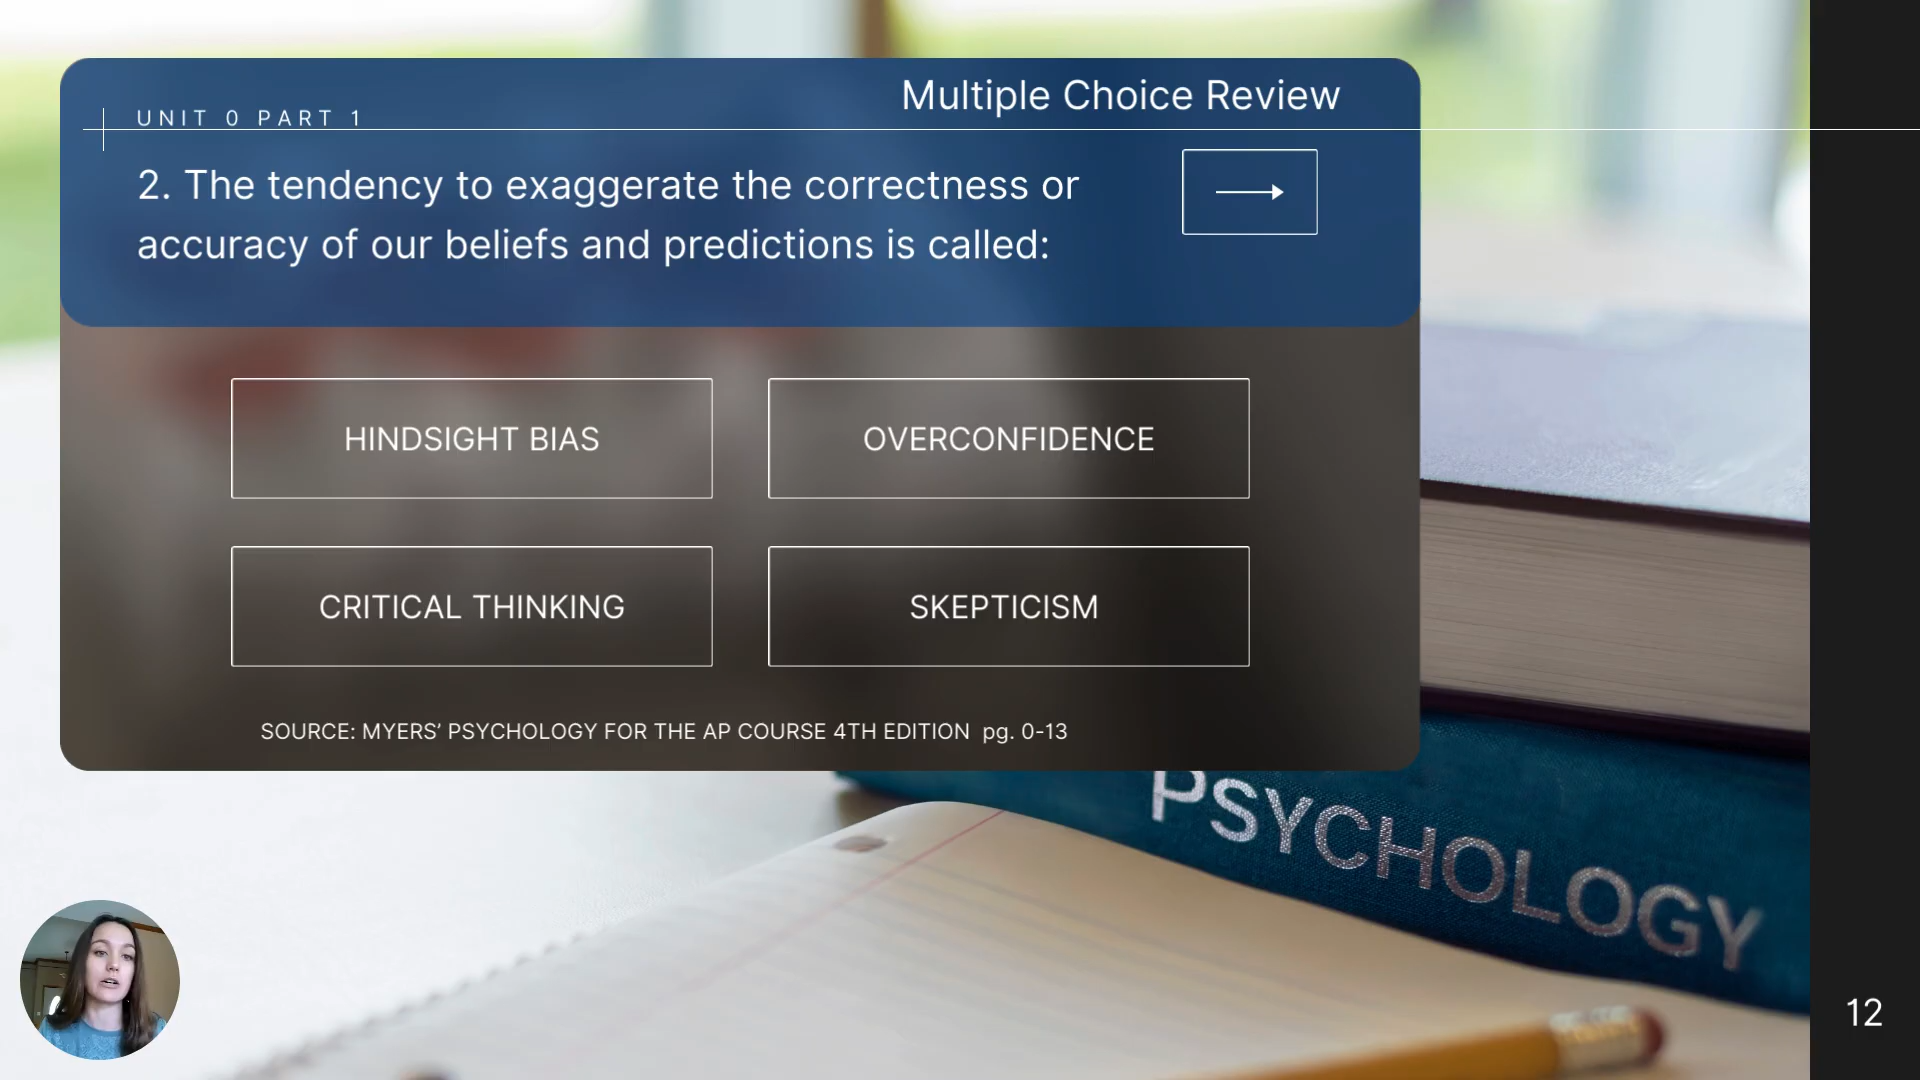 Multiple Choice Review
UNIT 0 PART 1
2. The tendency to exaggerate the correctness or
accuracy of our beliefs and predictions is called:
HINDSIGHT BIAS
OVERCONFIDENCE
CRITICAL THINKING
SKEPTICISM
SOURCE: MYERS’ PSYCHOLOGY FOR THE AP COURSE 4TH EDITION pg. 0-13
PSYCHOLOGY
12